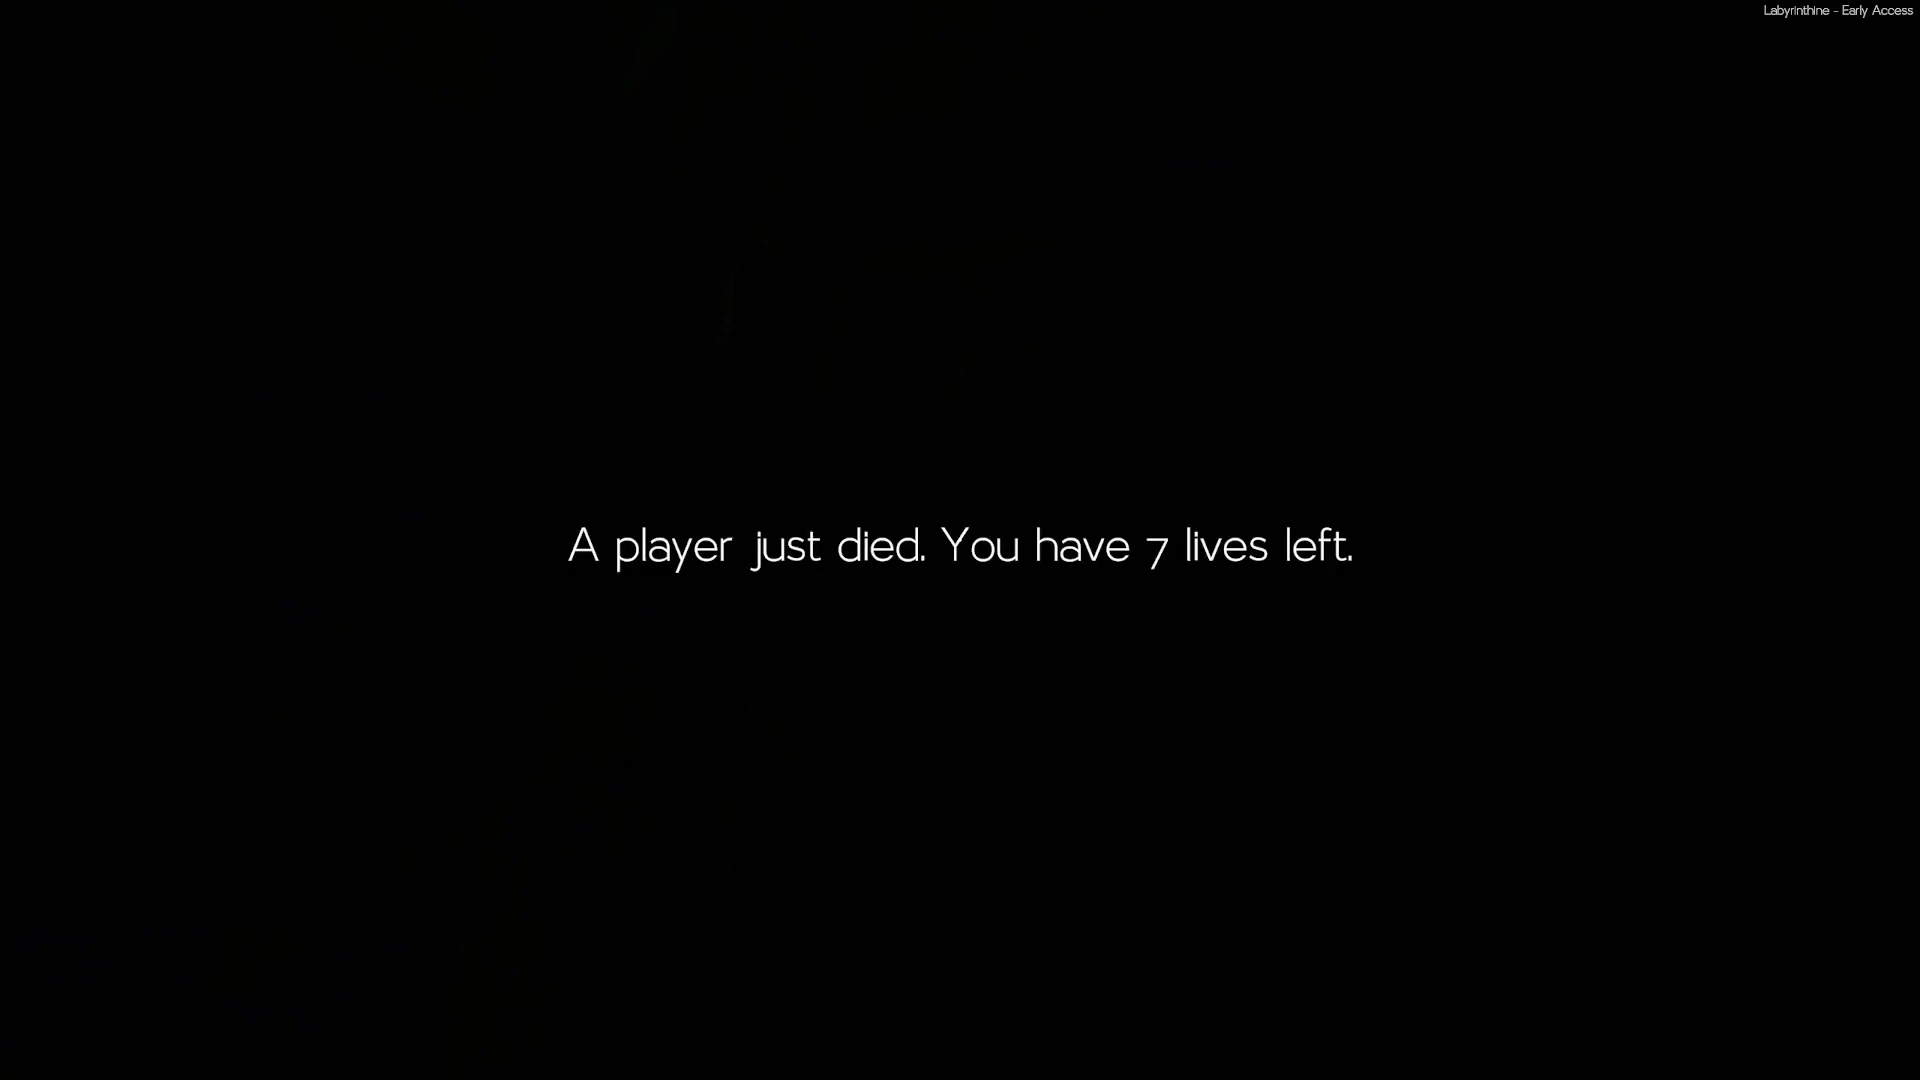 Labyrinthine - Early Access
A player just died. You have 7 lives left.